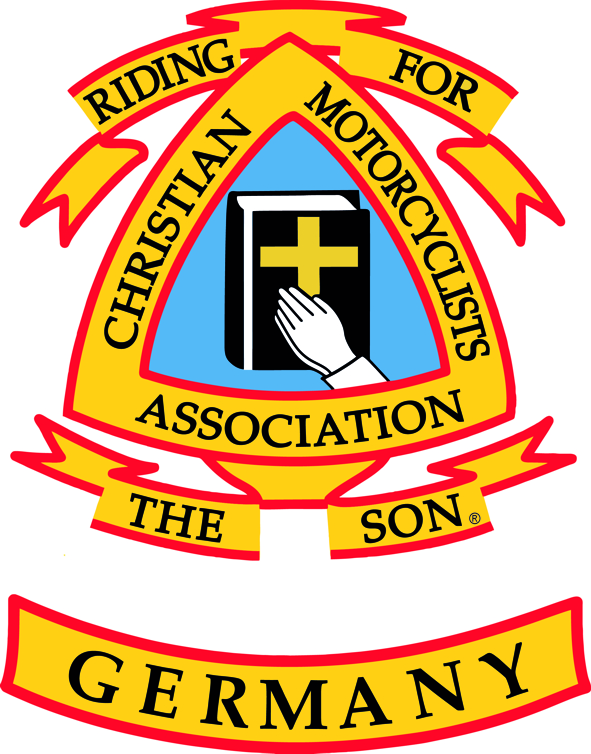 RIDING FOR
CHRISTIAN
MOTORCYCLISTS
ASSOCIATION
THE SON®
GERMANY